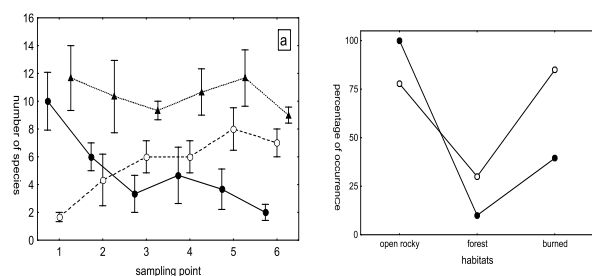 16
14
12
10
8
6
4
2
0
number of species
a
1 2 3 4 5 6
sampling point
100
75
50
25
0
percentage of occurrence
open rocky forest burned
habitats